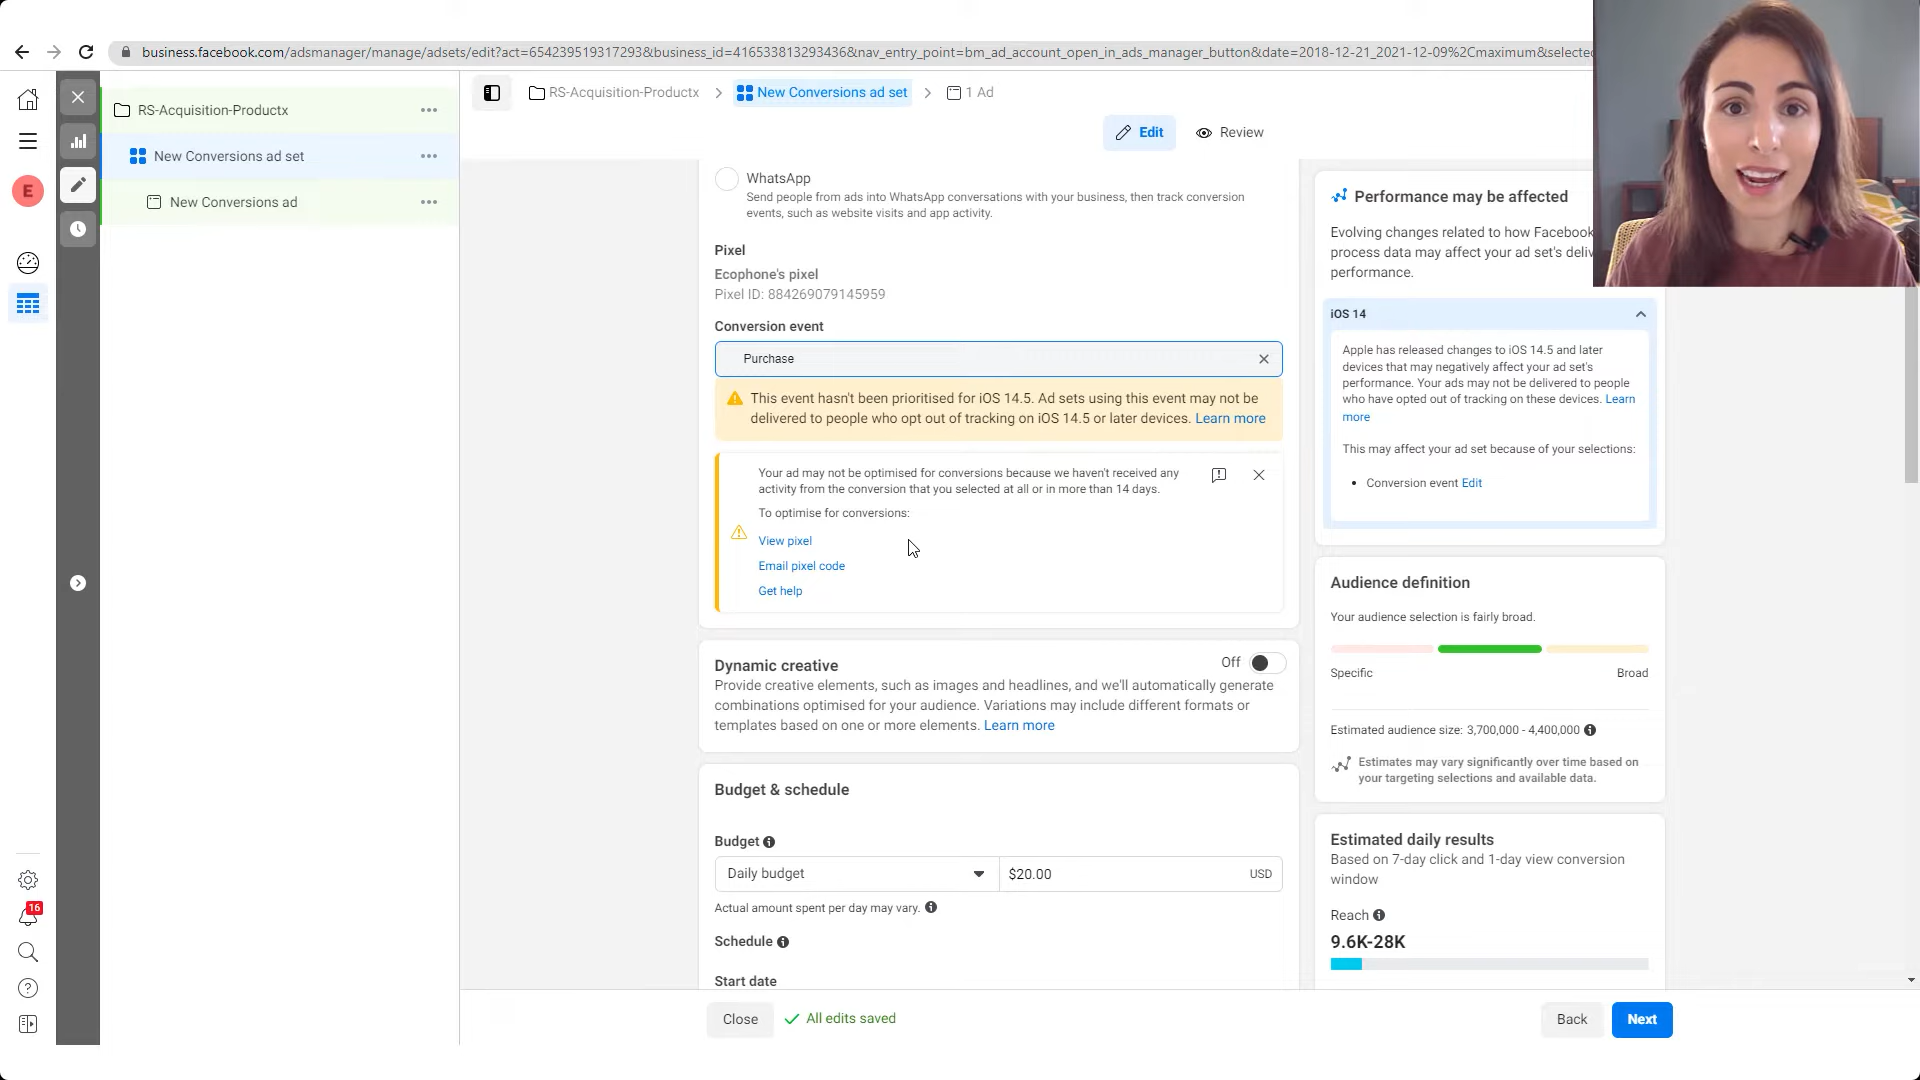 business.facebook.com/adsmanager/manage/adsets/edit?act=654239519317293&business_id=416533813293436&nav_entry_point=bm_ad_account_open_in_ads_manager_button&date=2018-12-21_2021-12-09%2Cmaximum&selecte
RS-Acquisition-Productx
New Conversions ad set
New Conversions ad
E
16
RS-Acquisition-Productx
New Conversions ad set
1 Ad
Edit
Review
WhatsApp
Send people from ads into WhatsApp conversations with your business, then track conversion
events, such as website visits and app activity.
Pixel
Ecophone's pixel
Pixel ID: 884269079145959
Conversion event
Purchase
This event hasn't been prioritised for iOS 14.5. Ad sets using this event may not be
delivered to people who opt out of tracking on iOS 14.5 or later devices. Learn more
Your ad may not be optimised for conversions because we haven't received any
activity from the conversion that you selected at all or in more than 14 days.
To optimise for conversions:
View pixel
Email pixel code
Get help
Dynamic creative
Off
Provide creative elements, such as images and headlines, and we'll automatically generate
combinations optimised for your audience. Variations may include different formats or
templates based on one or more elements. Learn more
Budget & schedule
Budget
Daily budget
$20.00
USD
Actual amount spent per day may vary.
Schedule
Start date
Close
All edits saved
Back
Next
Performance may be affected
Evolving changes related to how Facebook
process data may affect your ad set's deliv
performance.
iOS 14
Apple has released changes to iOS 14.5 and later
devices that may negatively affect your ad set's
performance. Your ads may not be delivered to people
who have opted out of tracking on these devices. Learn
more
This may affect your ad set because of your selections:
• Conversion event Edit
Audience definition
Your audience selection is fairly broad.
Specific
Broad
Estimated audience size: 3,700,000 - 4,400,000
Estimates may vary significantly over time based on
your targeting selections and available data.
Estimated daily results
Based on 7-day click and 1-day view conversion
window
Reach
9.6K-28K